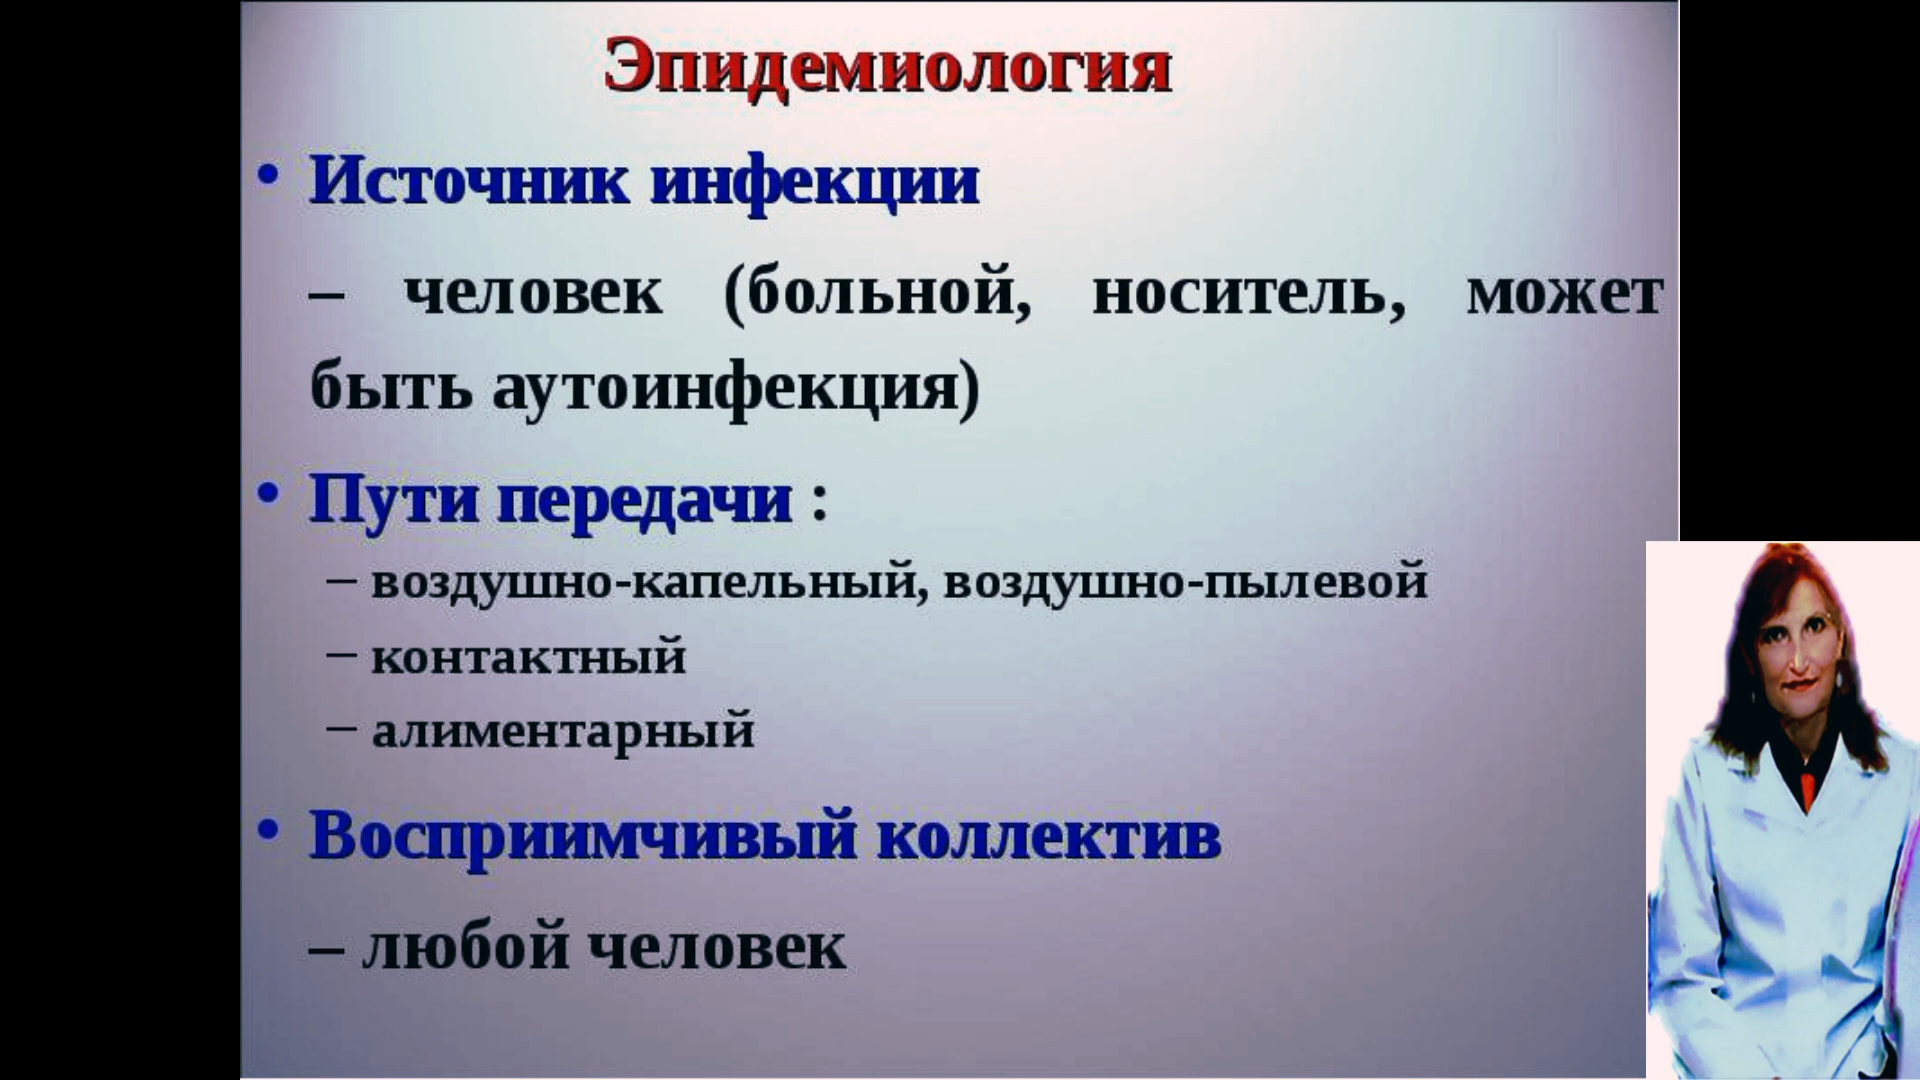 Эпидемиология
• Источник инфекции
– человек (больной, носитель, может
быть аутоинфекция)
• Пути передачи :
– воздушно-капельный, воздушно-пылевой
– контактный
– алиментарный
• Восприимчивый коллектив
– любой человек